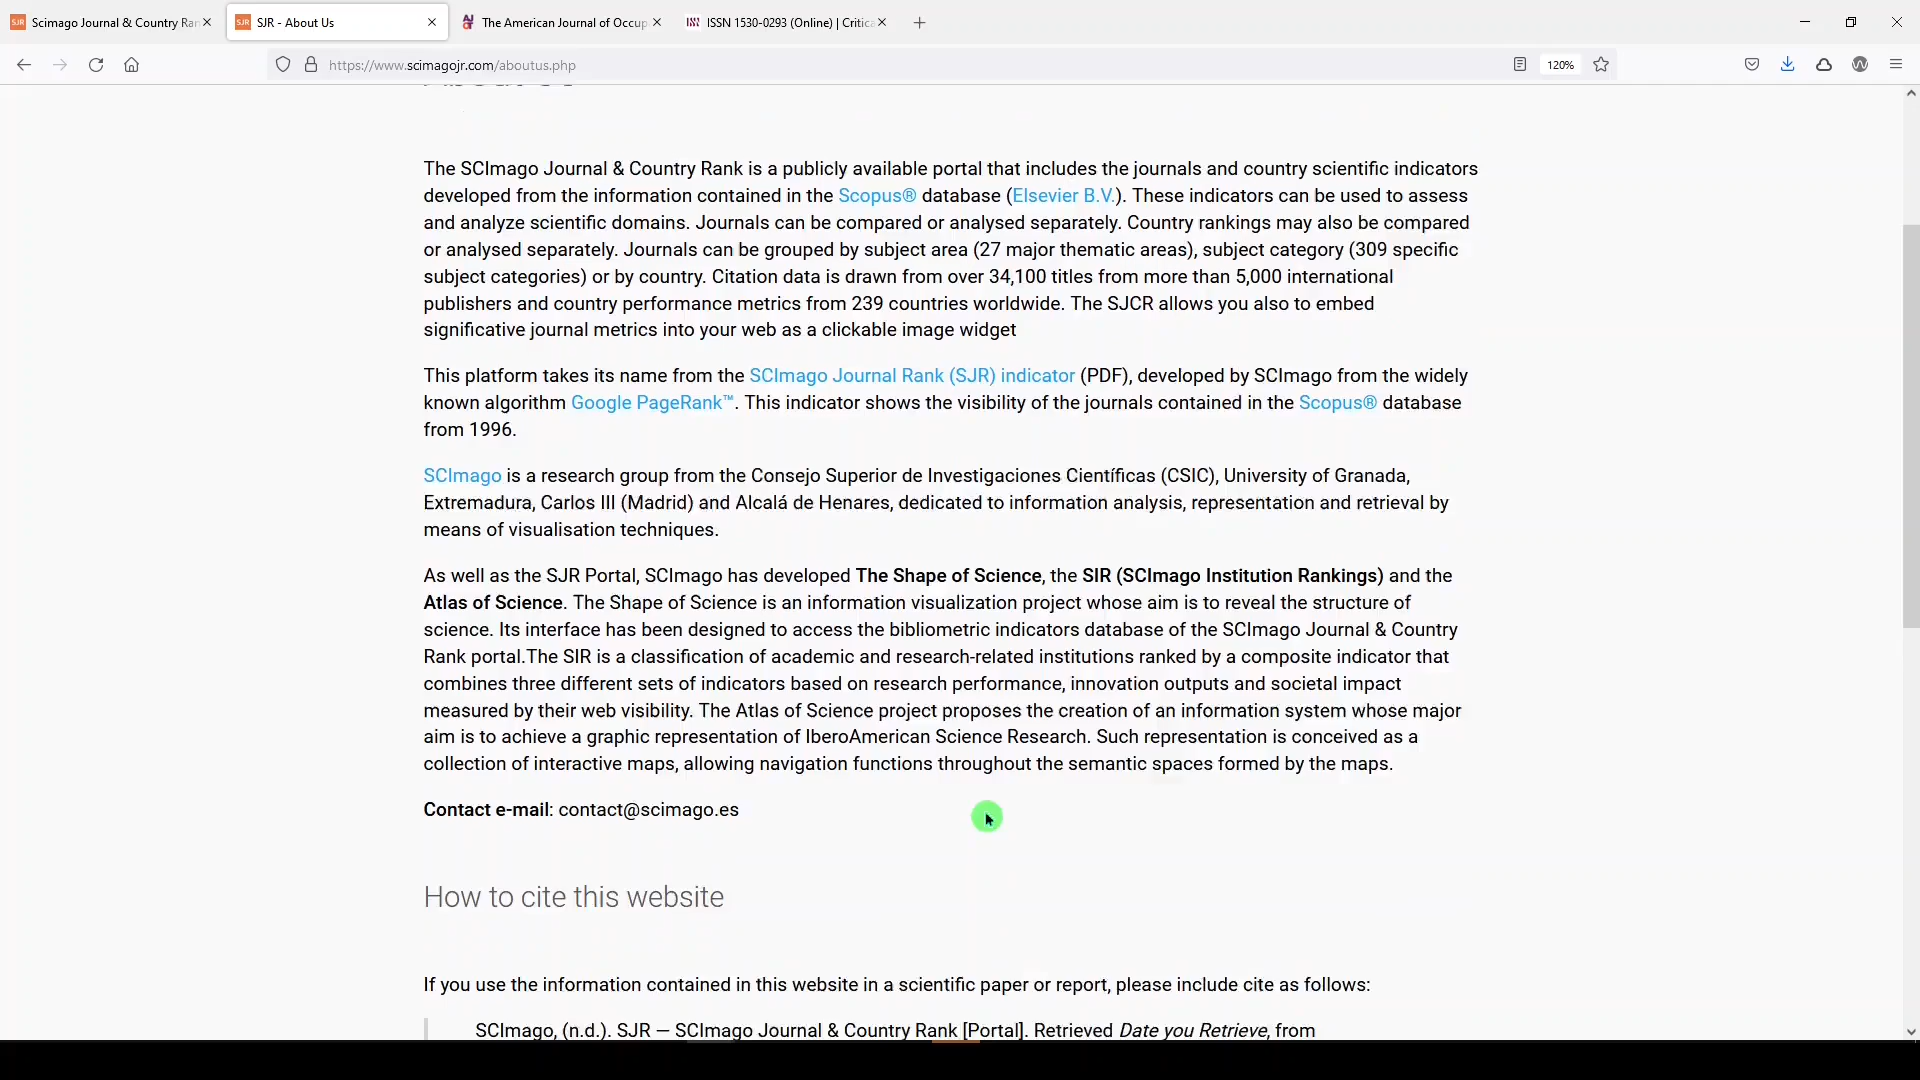 Scimago Journal & Country Ran
SJR - About Us
The American Journal of Occup
ISSN 1530-0293 (Online) | Critica
https://www.scimagojr.com/aboutus.php
120%
The SCImago Journal & Country Rank is a publicly available portal that includes the journals and country scientific indicators
developed from the information contained in the Scopus® database (Elsevier B.V.). These indicators can be used to assess
and analyze scientific domains. Journals can be compared or analysed separately. Country rankings may also be compared
or analysed separately. Journals can be grouped by subject area (27 major thematic areas), subject category (309 specific
subject categories) or by country. Citation data is drawn from over 34,100 titles from more than 5,000 international
publishers and country performance metrics from 239 countries worldwide. The SJCR allows you also to embed
significative journal metrics into your web as a clickable image widget
This platform takes its name from the SCImago Journal Rank (SJR) indicator (PDF), developed by SCImago from the widely
known algorithm Google PageRank™. This indicator shows the visibility of the journals contained in the Scopus® database
from 1996.
SCImago is a research group from the Consejo Superior de Investigaciones Científicas (CSIC), University of Granada,
Extremadura, Carlos III (Madrid) and Alcalá de Henares, dedicated to information analysis, representation and retrieval by
means of visualisation techniques.
As well as the SJR Portal, SCImago has developed The Shape of Science, the SIR (SCImago Institution Rankings) and the
Atlas of Science. The Shape of Science is an information visualization project whose aim is to reveal the structure of
science. Its interface has been designed to access the bibliometric indicators database of the SCImago Journal & Country
Rank portal.The SIR is a classification of academic and research-related institutions ranked by a composite indicator that
combines three different sets of indicators based on research performance, innovation outputs and societal impact
measured by their web visibility. The Atlas of Science project proposes the creation of an information system whose major
aim is to achieve a graphic representation of IberoAmerican Science Research. Such representation is conceived as a
collection of interactive maps, allowing navigation functions throughout the semantic spaces formed by the maps.
Contact e-mail: contact@scimago.es
How to cite this website
If you use the information contained in this website in a scientific paper or report, please include cite as follows:
SCImago, (n.d.). SJR — SCImago Journal & Country Rank [Portal]. Retrieved Date you Retrieve, from